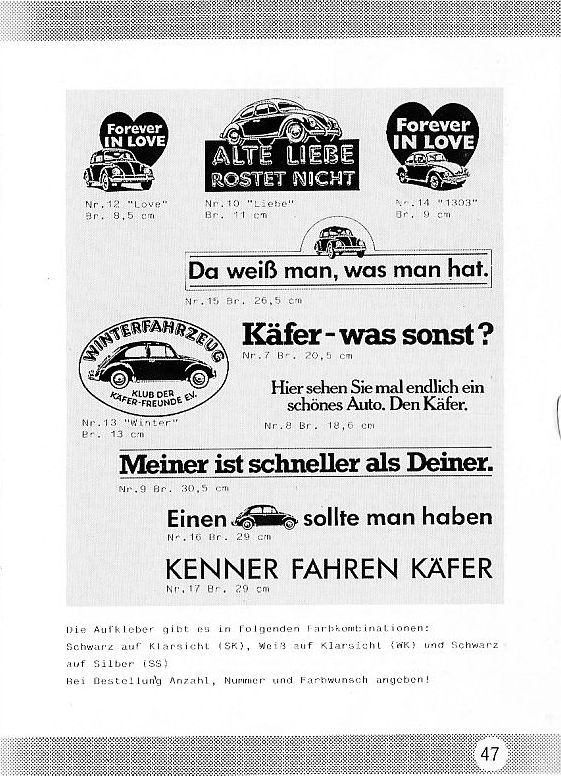 Forever
IN LOVE
Nr.12 "Love"
Br. 8,5 cm
ALTE LIEBE
ROSTET NICHT
Nr.10 "Liebe"
Br. 11 cm
Forever
IN LOVE
Nr.14 "1303"
Br. 9 cm
Da weiß man, was man hat.
Nr.15 Br. 26,5 cm
WINTERFAHRZEUG
KLUB DER
KÄFER-FREUNDE EV.
Nr.13 "Winter"
Br. 13 cm
Käfer - was sonst?
Nr.7 Br. 20,5 cm
Hier sehen Sie mal endlich ein
schönes Auto. Den Käfer.
Nr.8 Br. 18,6 cm
Meiner ist schneller als Deiner.
Nr.9 Br. 30,5 cm
Einen sollte man haben
Nr.16 Br. 29 cm
KENNER FAHREN KÄFER
Nr.17 Br. 29 cm
Die Aufkleber gibt es in folgenden Farbkombinationen:
Schwarz auf Klarsicht (SK), Weiß auf Klarsicht (WK) und Schwarz
auf Silber (SS)
Bei Bestellung Anzahl, Nummer und Farbwunsch angeben!
47